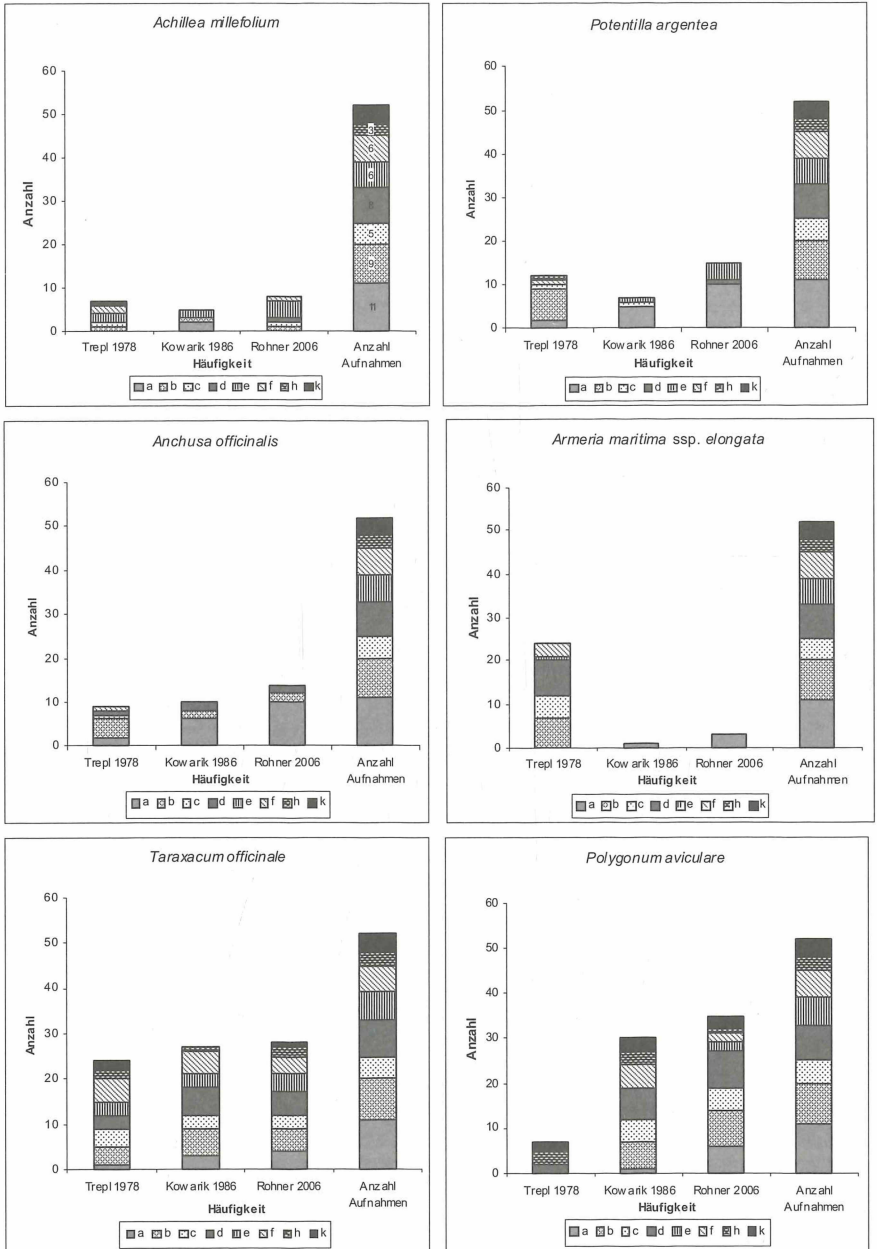 Achillea millefolium
60
50
40
30
20
10
0
Anzahl
3
6
6
8
5
9
11
Trepl 1978 Kowarik 1986 Rohner 2006 Anzahl Aufnahmen
Häufigkeit
a b c d e f h k
Potentilla argentea
60
50
40
30
20
10
0
Anzahl
Trepl 1978 Kowarik 1986 Rohner 2006 Anzahl Aufnahmen
Häufigkeit
a b c d e f h k
Anchusa officinalis
60
50
40
30
20
10
0
Anzahl
Trepl 1978 Kowarik 1986 Rohner 2006 Anzahl Aufnahmen
Häufigkeit
a b c d e f h k
Armeria maritima ssp. elongata
60
50
40
30
20
10
0
Anzahl
Trepl 1978 Kowarik 1986 Rohner 2006 Anzahl Aufnahmen
Häufigkeit
a b c d e f h k
Taraxacum officinale
60
50
40
30
20
10
0
Anzahl
Trepl 1978 Kowarik 1986 Rohner 2006 Anzahl Aufnahmen
Häufigkeit
a b c d e f h k
Polygonum aviculare
60
50
40
30
20
10
0
Anzahl
Trepl 1978 Kowarik 1986 Rohner 2006 Anzahl Aufnahmen
Häufigkeit
a b c d e f h k